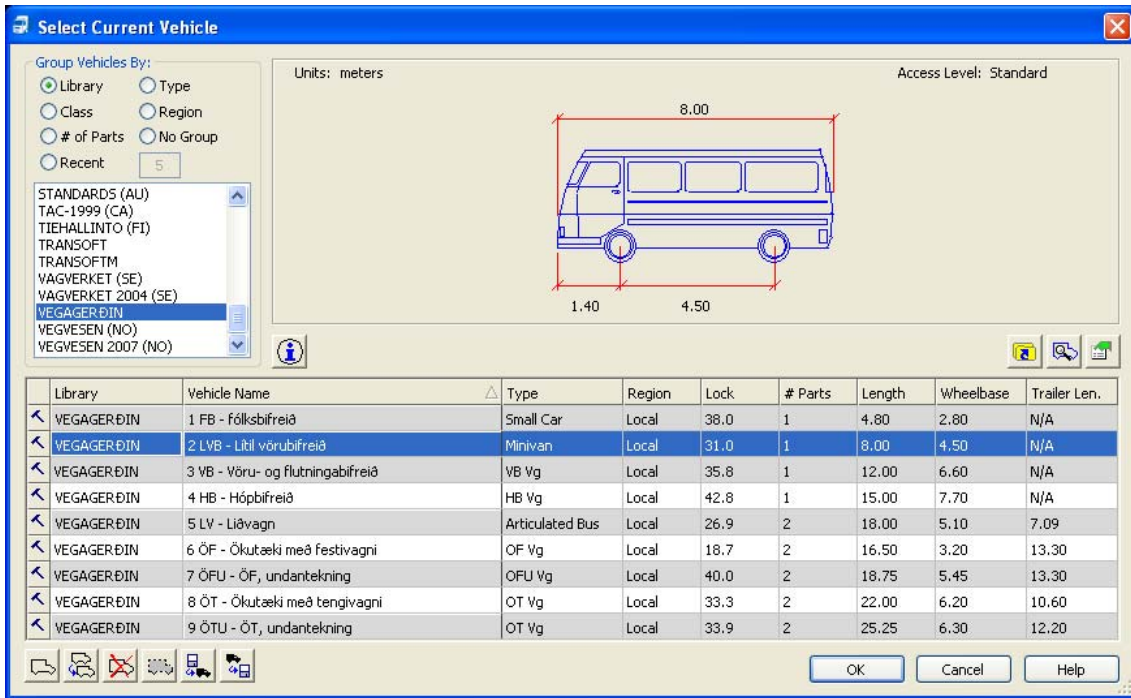 Select Current Vehicle
Group Vehicles By:
Library Type
Class Region
# of Parts No Group
Recent 5
STANDARDS (AU)
TAC-1999 (CA)
TIEHALLINTO (FI)
TRANSOFT
TRANSOFTM
VAGVERKET (SE)
VAGVERKET 2004 (SE)
VEGAGERÐIN
VEGVESEN (NO)
VEGVESEN 2007 (NO)
Units: meters Access Level: Standard
8.00
1.40 4.50
Library Vehicle Name Type Region Lock # Parts Length Wheelbase Trailer Len.
VEGAGERÐIN 1 FB - fólksbifreið Small Car Local 38.0 1 4.80 2.80 N/A
VEGAGERÐIN 2 LVB - Lítil vörubifreið Minivan Local 31.0 1 8.00 4.50 N/A
VEGAGERÐIN 3 VB - Vöru- og flutningabifreið VB Vg Local 35.8 1 12.00 6.60 N/A
VEGAGERÐIN 4 HB - Hópbifreið HB Vg Local 42.8 1 15.00 7.70 N/A
VEGAGERÐIN 5 LV - Liðvagn Articulated Bus Local 26.9 2 18.00 5.10 7.09
VEGAGERÐIN 6 ÖF - Ökutæki með festivagni OF Vg Local 18.7 2 16.50 3.20 13.30
VEGAGERÐIN 7 ÖFU - ÖF, undantekning OFU Vg Local 40.0 2 18.75 5.45 13.30
VEGAGERÐIN 8 ÖT - Ökutæki með tengivagni OT Vg Local 33.3 2 22.00 6.20 10.60
VEGAGERÐIN 9 ÖTU - ÖT, undantekning OT Vg Local 33.9 2 25.25 6.30 12.20
OK Cancel Help